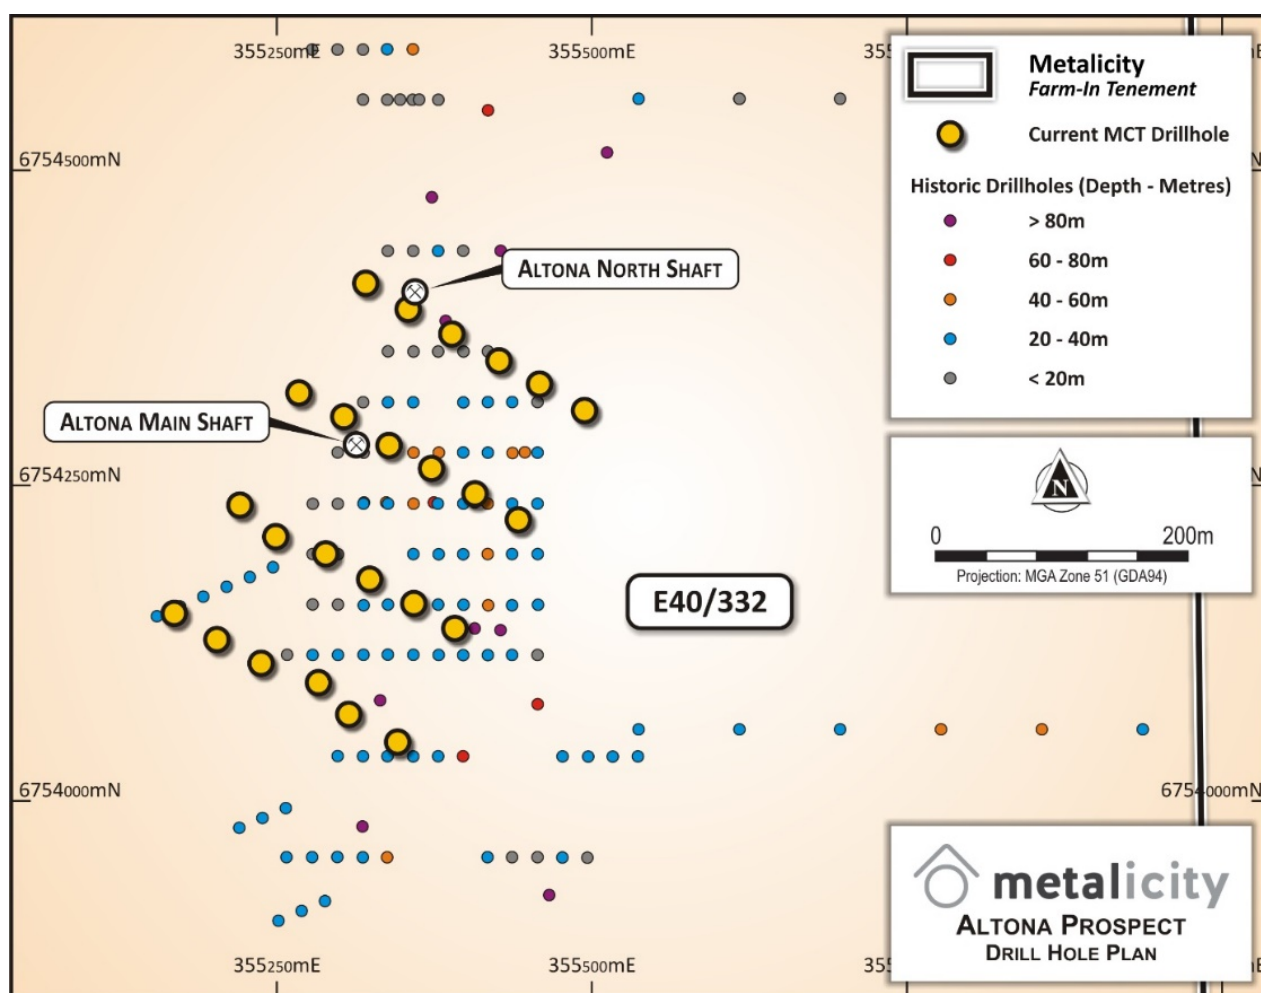 355250mE
355500mE
6754500mN
Metalicity
Farm-In Tenement
Current MCT Drillhole
Historic Drillholes (Depth - Metres)
> 80m
60 - 80m
40 - 60m
20 - 40m
< 20m
ALTONA NORTH SHAFT
ALTONA MAIN SHAFT
6754250mN
N
0
200m
Projection: MGA Zone 51 (GDA94)
E40/332
6754000mN
6754000mN
metalicity
ALTONA PROSPECT
DRILL HOLE PLAN
355250mE
355500mE